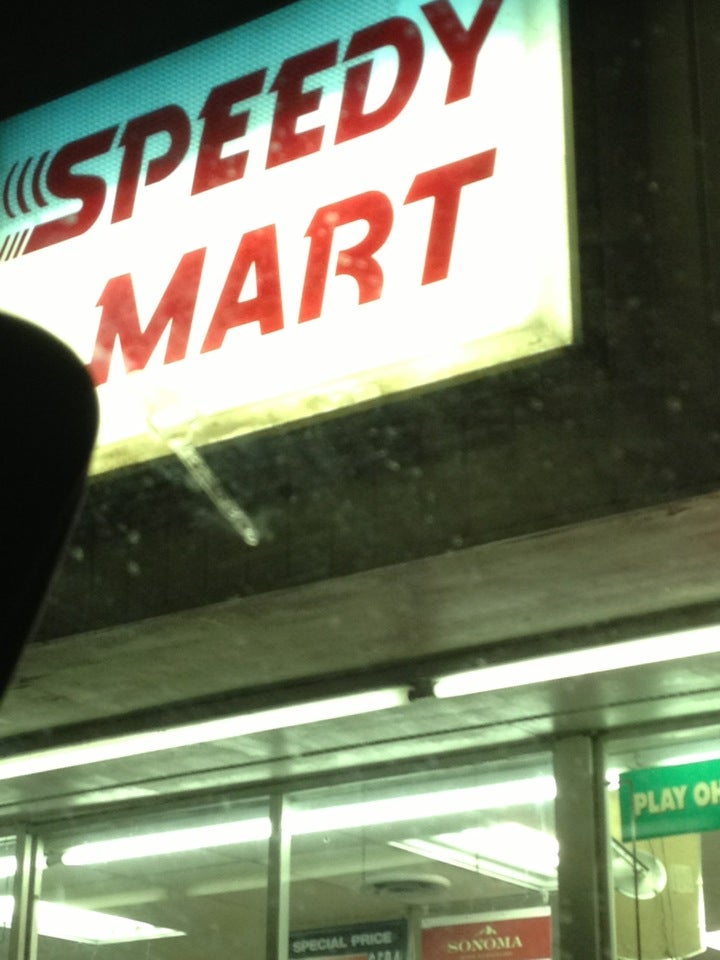 SPEEDY
MART
PLAY OH
SPECIAL PRICE
SONOMA